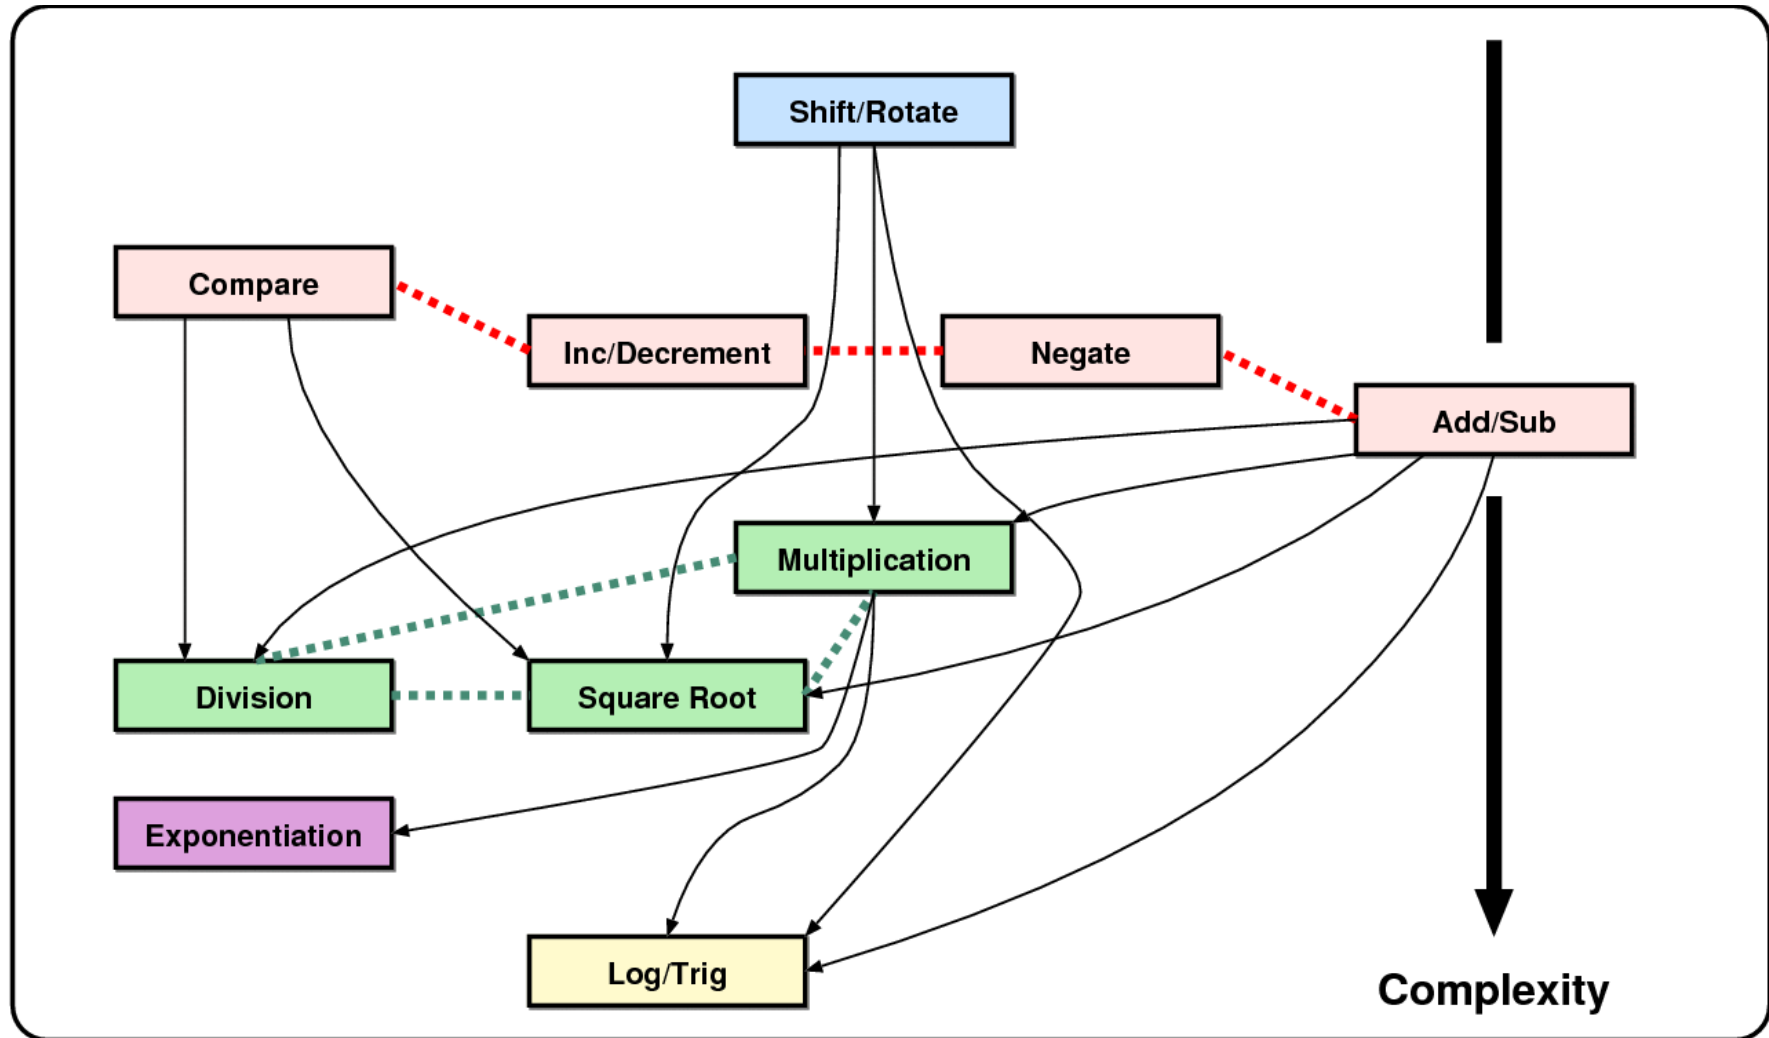 Shift/Rotate
Compare
Inc/Decrement
Negate
Add/Sub
Multiplication
Division
Square Root
Exponentiation
Log/Trig
Complexity